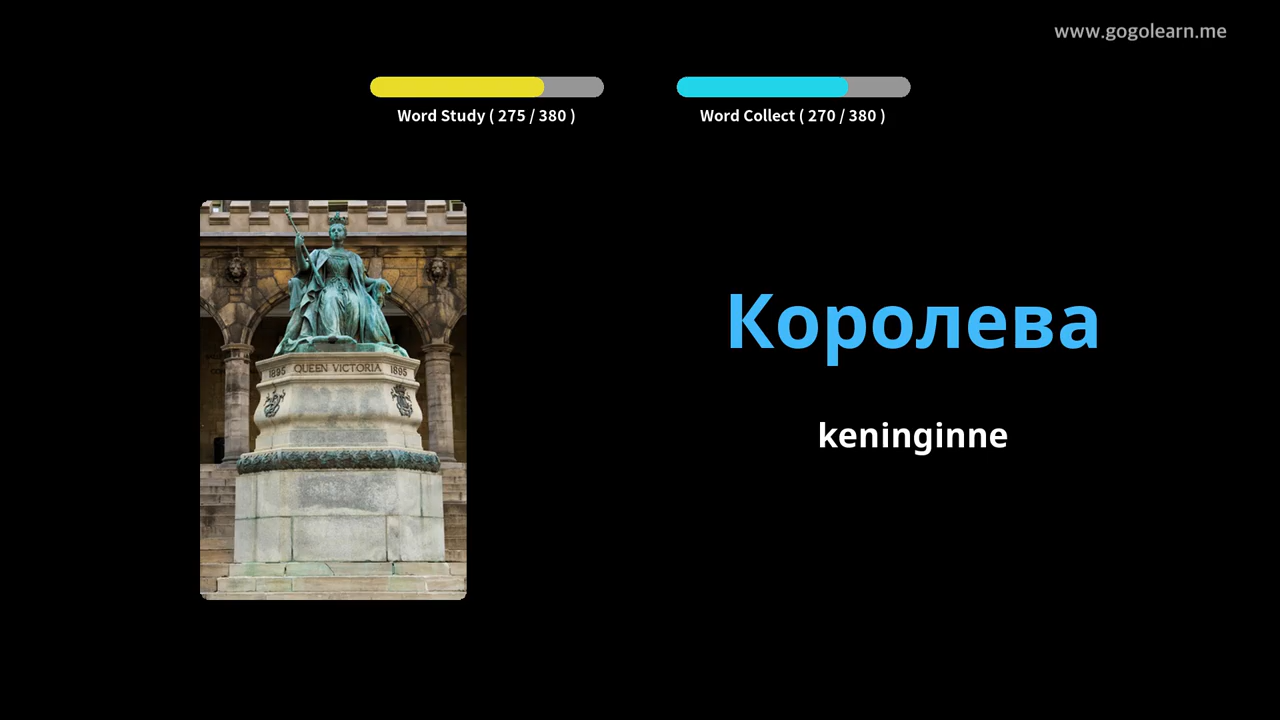 www.gogolearn.me
Word Study ( 275 / 380 )
Word Collect ( 270 / 380 )
1895 QUEEN VICTORIA 1895
Королева
keninginne